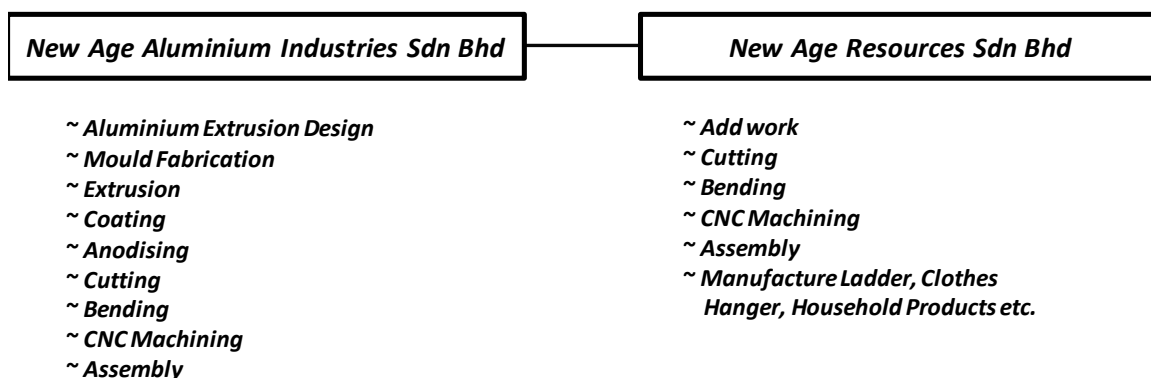 New Age Aluminium Industries Sdn Bhd
~ Aluminium Extrusion Design
~ Mould Fabrication
~ Extrusion
~ Coating
~ Anodising
~ Cutting
~ Bending
~ CNC Machining
~ Assembly
New Age Resources Sdn Bhd
~ Add work
~ Cutting
~ Bending
~ CNC Machining
~ Assembly
~ Manufacture Ladder, Clothes
Hanger, Household Products etc.